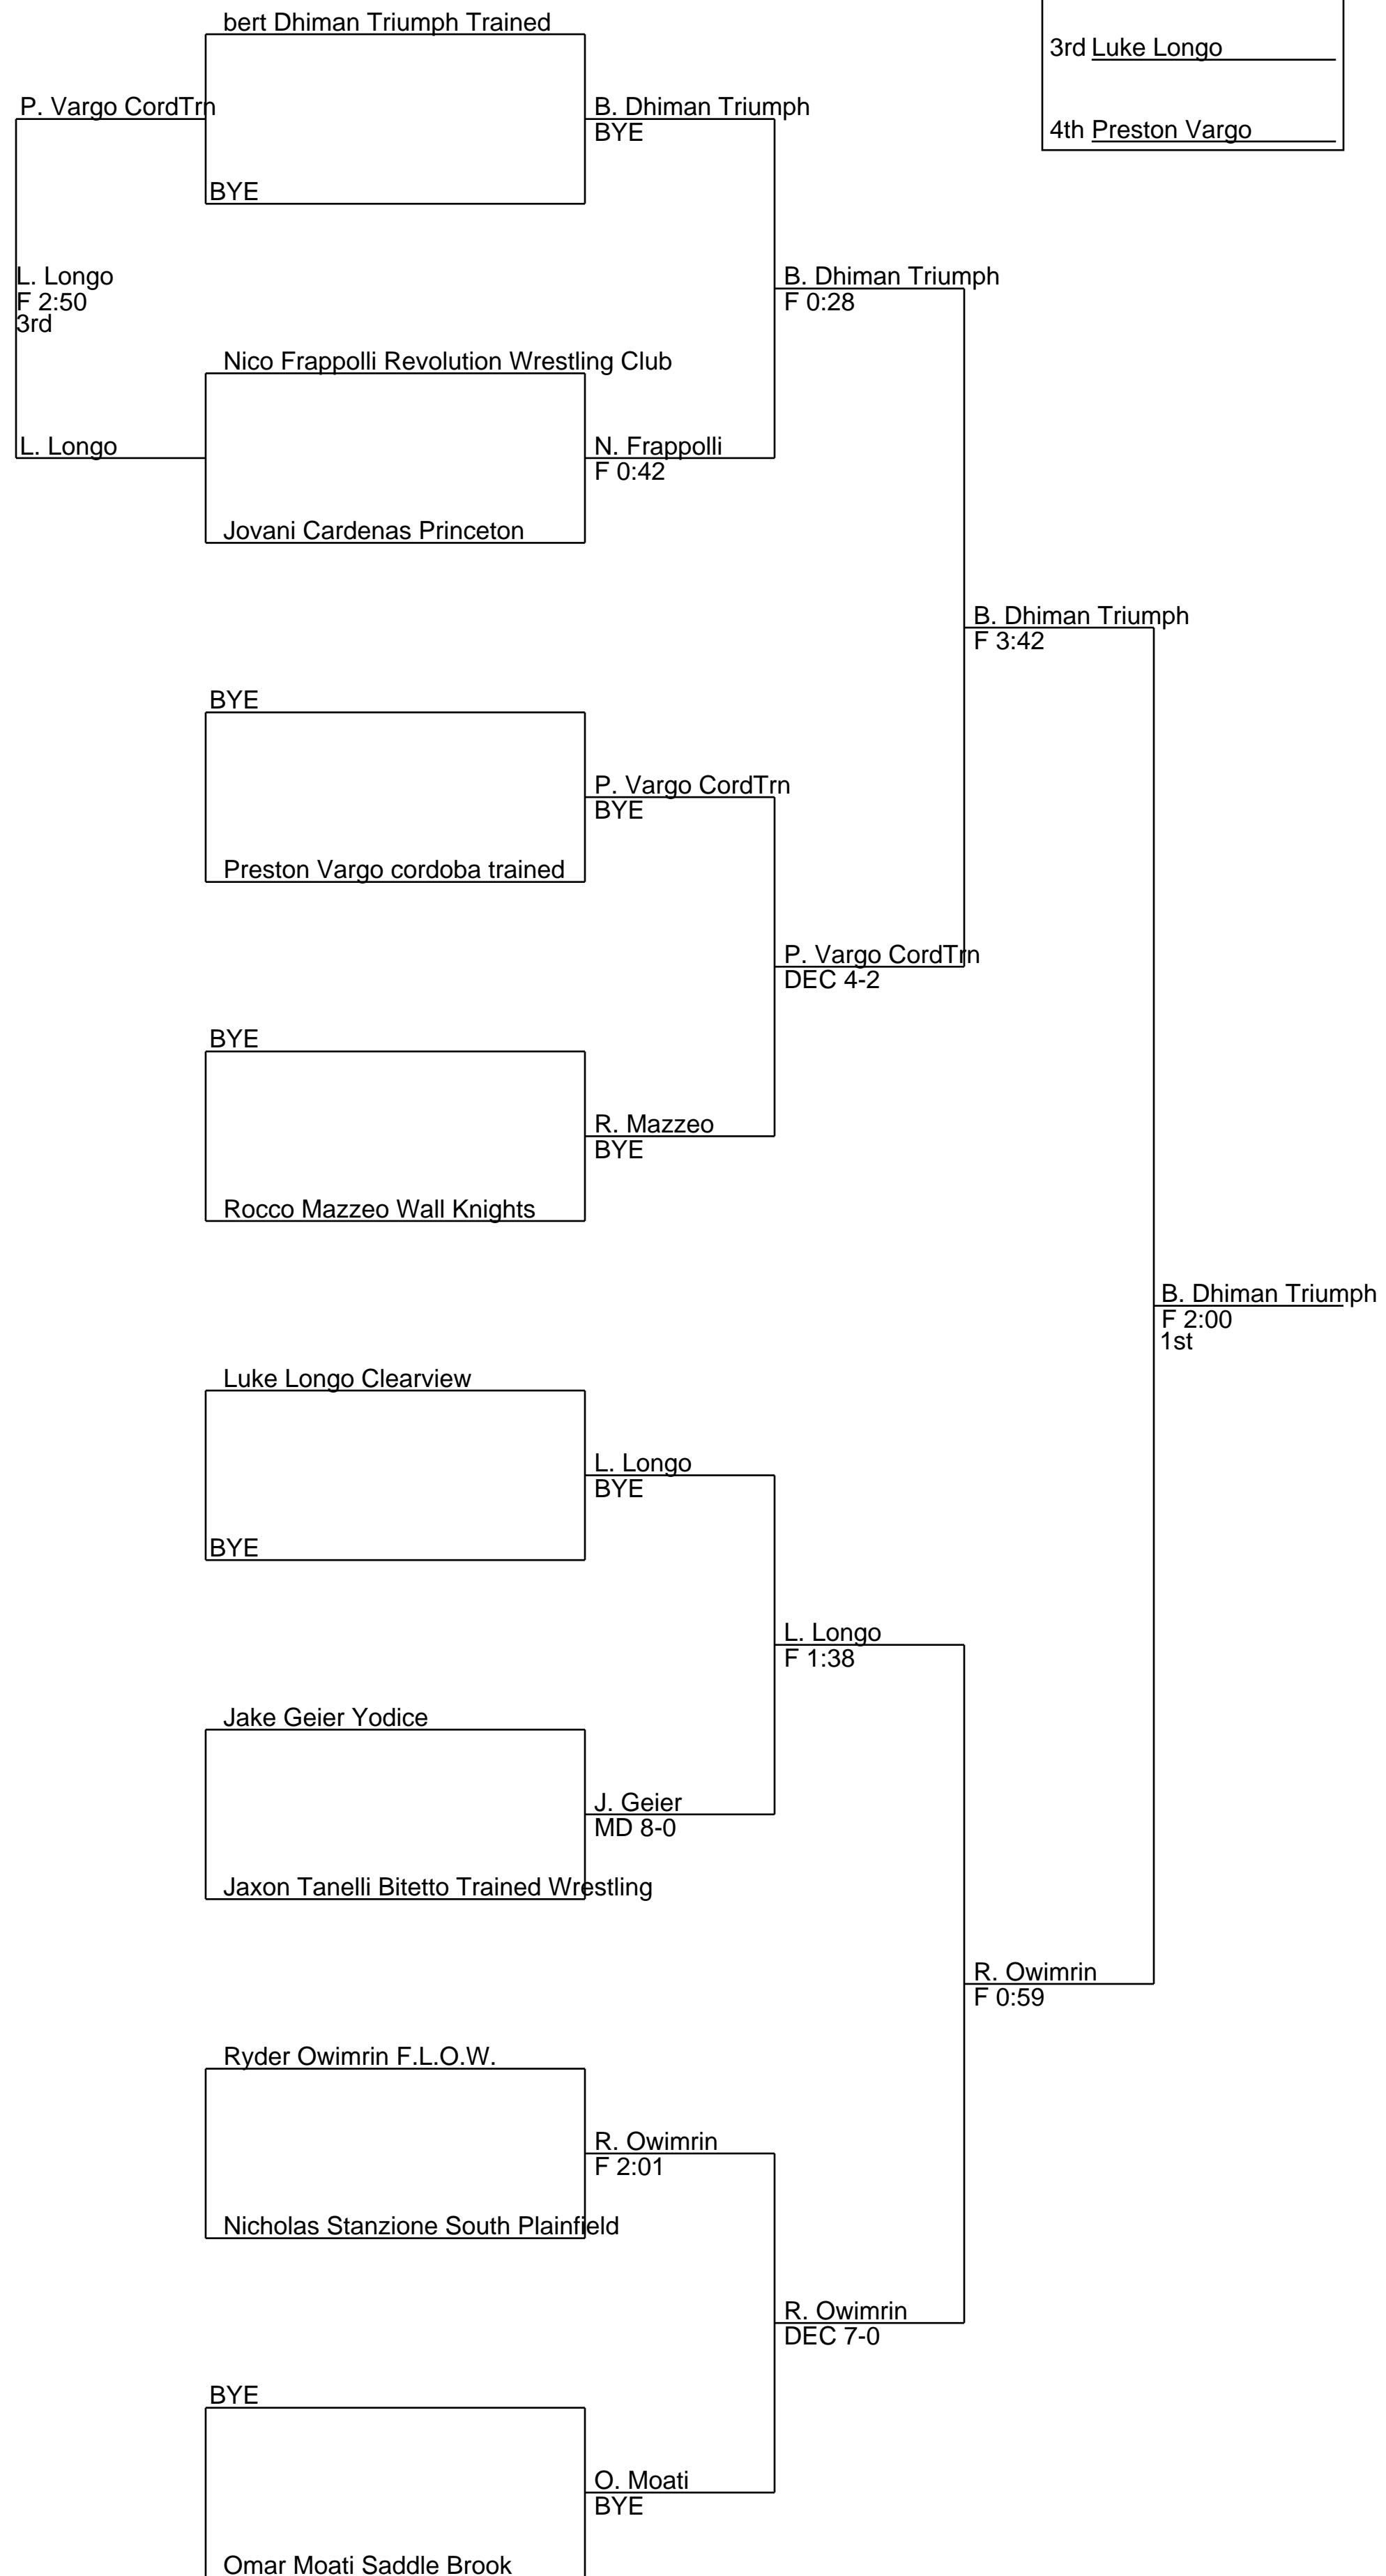 bert Dhiman Triumph Trained
3rd Luke Longo
P. Vargo CordTrn
B. Dhiman Triumph
BYE
4th Preston Vargo
BYE
L. Longo
F 2:50
3rd
B. Dhiman Triumph
F 0:28
Nico Frappolli Revolution Wrestling Club
L. Longo
N. Frappolli
F 0:42
Jovani Cardenas Princeton
B. Dhiman Triumph
F 3:42
BYE
P. Vargo CordTrn
BYE
Preston Vargo cordoba trained
P. Vargo CordTrn
DEC 4-2
BYE
R. Mazzeo
BYE
Rocco Mazzeo Wall Knights
B. Dhiman Triumph
F 2:00
1st
Luke Longo Clearview
L. Longo
BYE
BYE
L. Longo
F 1:38
Jake Geier Yodice
J. Geier
MD 8-0
Jaxon Tanelli Bitetto Trained Wrestling
R. Owimrin
F 0:59
Ryder Owimrin F.L.O.W.
R. Owimrin
F 2:01
Nicholas Stanzione South Plainfield
R. Owimrin
DEC 7-0
BYE
O. Moati
BYE
Omar Moati Saddle Brook